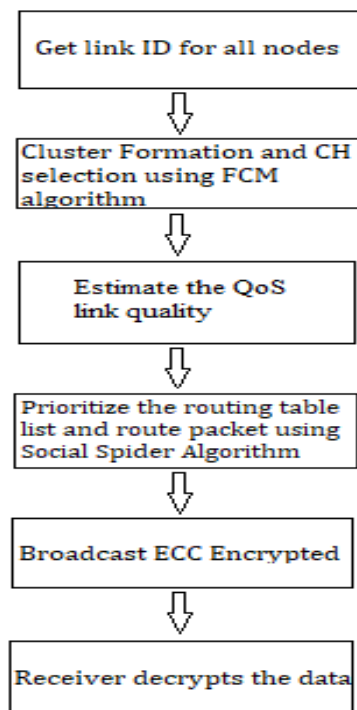 Get link ID for all nodes
Cluster Formation and CH
selection using FCM
algorithm
Estimate the QoS
link quality
Prioritize the routing table
list and route packet using
Social Spider Algorithm
Broadcast ECC Encrypted
Receiver decrypts the data